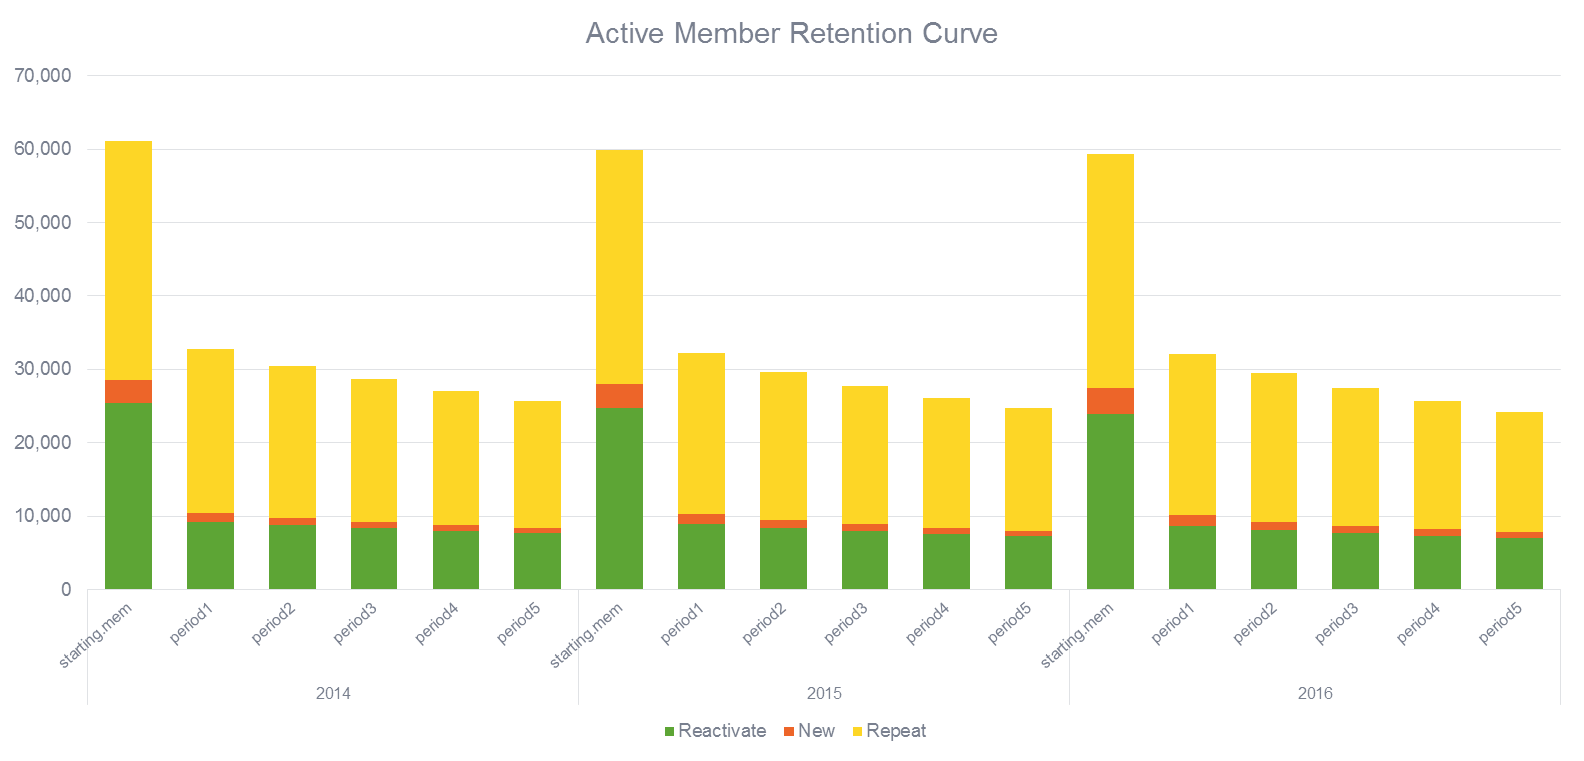 Active Member Retention Curve
70,000
60,000
50,000
40,000
30,000
20,000
10,000
0
starting.mem period1 period2 period3 period4 period5 starting.mem period1 period2 period3 period4 period5 starting.mem period1 period2 period3 period4 period5
2014 2015 2016
Reactivate New Repeat